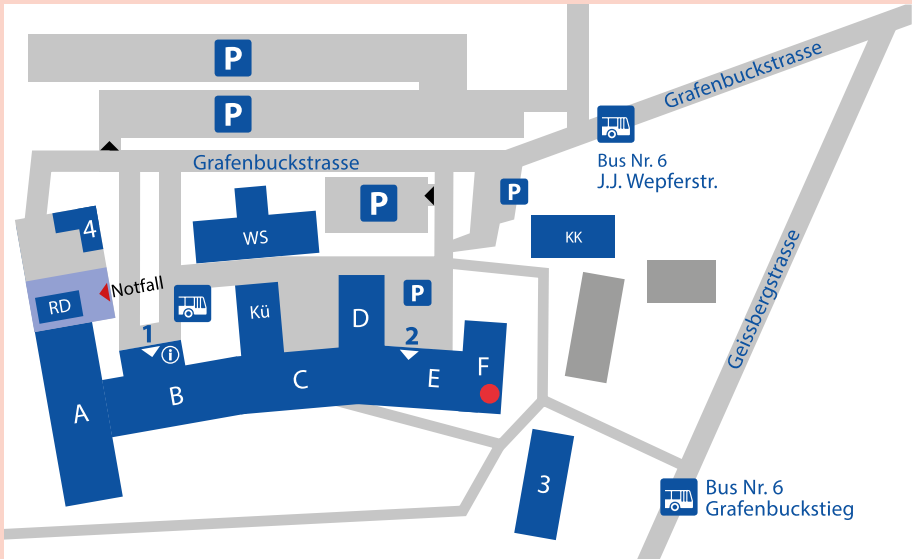 P
P
Grafenbuckstrasse
Bus Nr. 6
J.J. Wepferstr.
Grafenbuckstrasse
P
P
4
WS
KK
Notfall
RD
Kü
D
P
1
i
2
Geissbergstrasse
A
B
C
E
F
3
Bus Nr. 6
Grafenbuckstieg